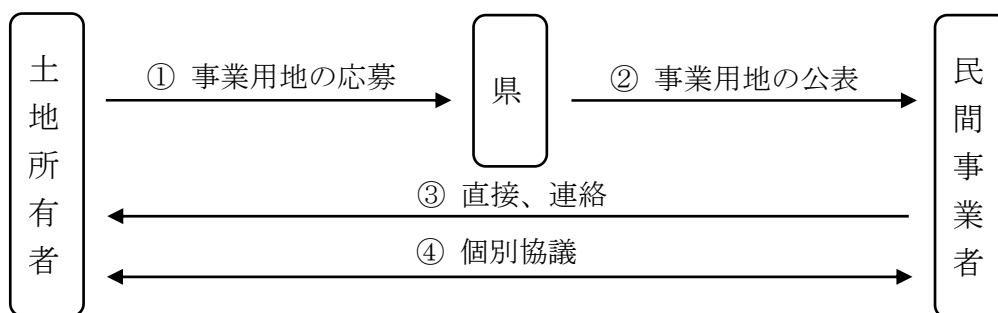 土地所有者
① 事業用地の応募
県
② 事業用地の公表
民間事業者
③ 直接、連絡
④ 個別協議